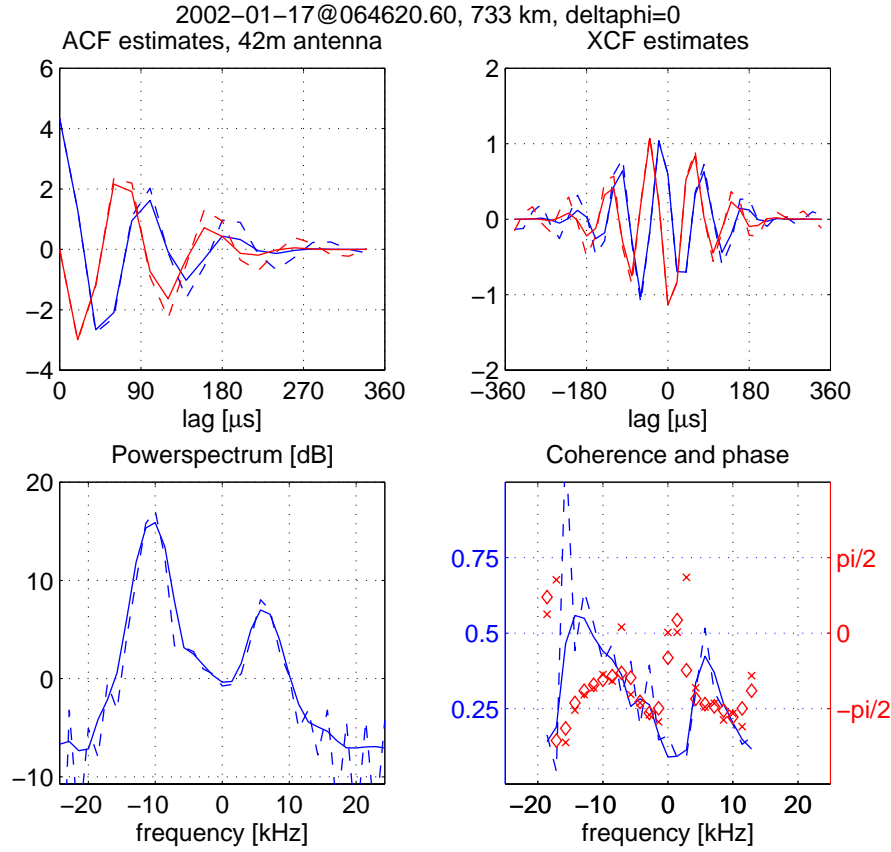 2002−01−17@064620.60, 733 km, deltaphi=0
ACF estimates, 42m antenna
XCF estimates
6
4
2
0
−2
−4
0 90 180 270 360
lag [μs]
2
1
0
−1
−2
−360 −180 0 180 360
lag [μs]
Powerspectrum [dB]
Coherence and phase
20
10
0
−10
−20 −10 0 10 20
frequency [kHz]
0.75
0.5
0.25
pi/2
0
−pi/2
−20 −10 0 10 20
frequency [kHz]